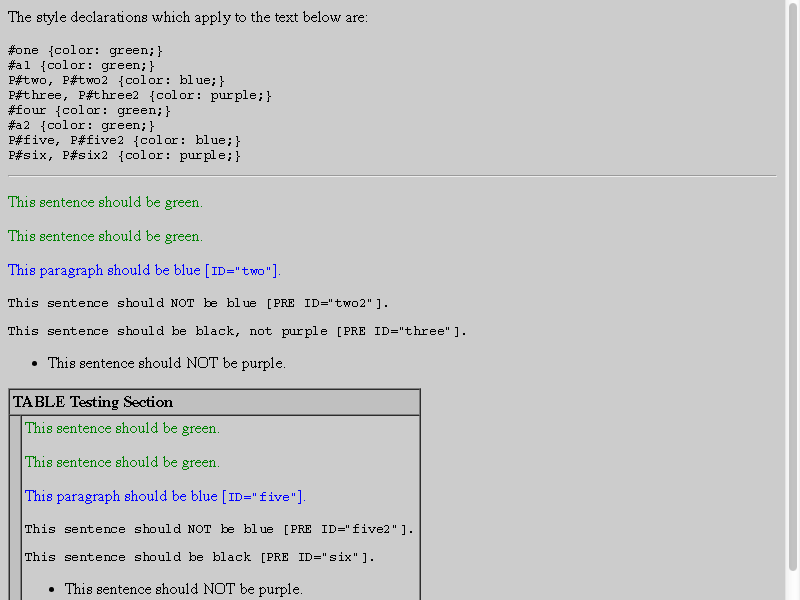 The style declarations which apply to the text below are:
#one {color: green;}
#a1 {color: green;}
P#two, P#two2 {color: blue;}
P#three, P#three2 {color: purple;}
#four {color: green;}
#a2 {color: green;}
P#five, P#five2 {color: blue;}
P#six, P#six2 {color: purple;}
This sentence should be green.
This sentence should be green.
This paragraph should be blue [ID="two"].
This sentence should NOT be blue [PRE ID="two2"].
This sentence should be black, not purple [PRE ID="three"].
• This sentence should NOT be purple.
TABLE Testing Section
This sentence should be green.
This sentence should be green.
This paragraph should be blue [ID="five"].
This sentence should NOT be blue [PRE ID="five2"].
This sentence should be black [PRE ID="six"].
• This sentence should NOT be purple.